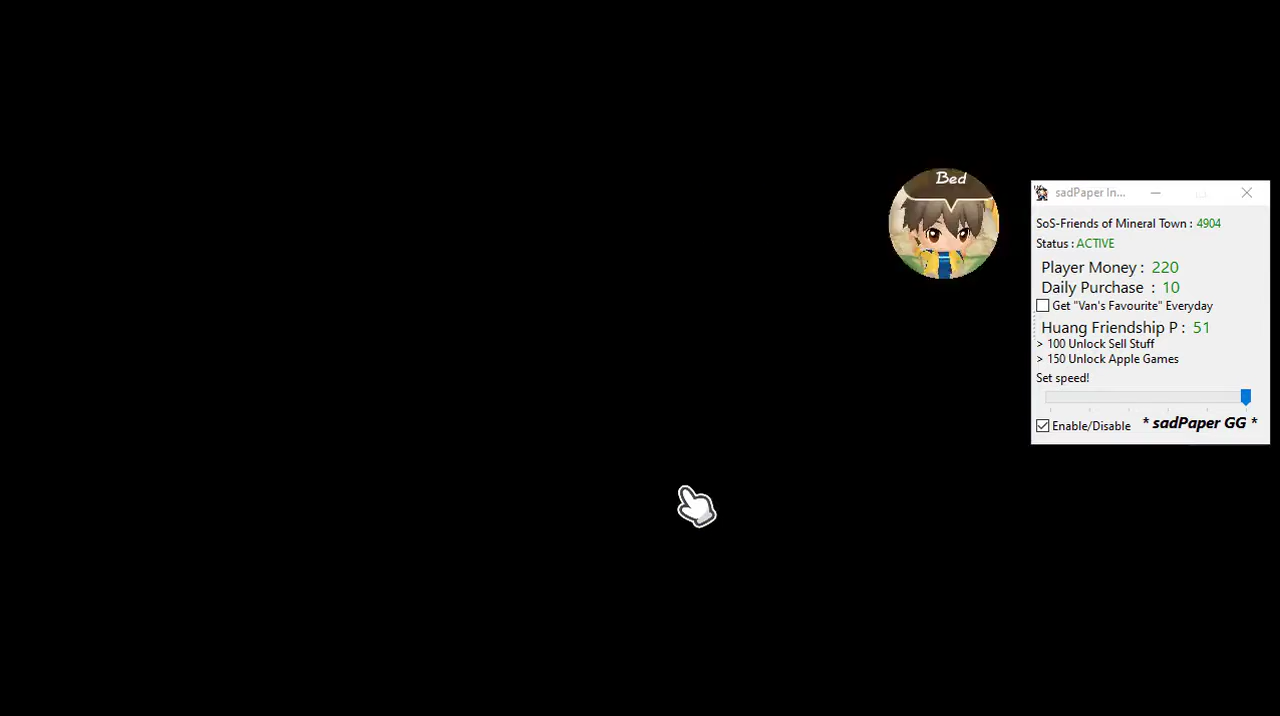 Bed
sadPaper In...
SoS-Friends of Mineral Town : 4904
Status : ACTIVE
Player Money : 220
Daily Purchase : 10
Get "Van's Favourite" Everyday
Huang Friendship P : 51
> 100 Unlock Sell Stuff
> 150 Unlock Apple Games
Set speed!
Enable/Disable
* sadPaper GG *